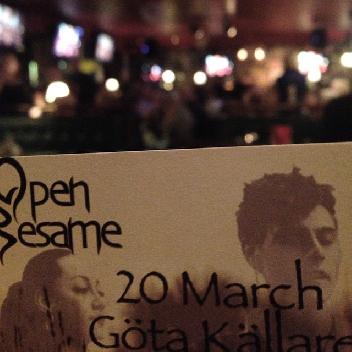 Open
Sesame
20 March
Göta Källare